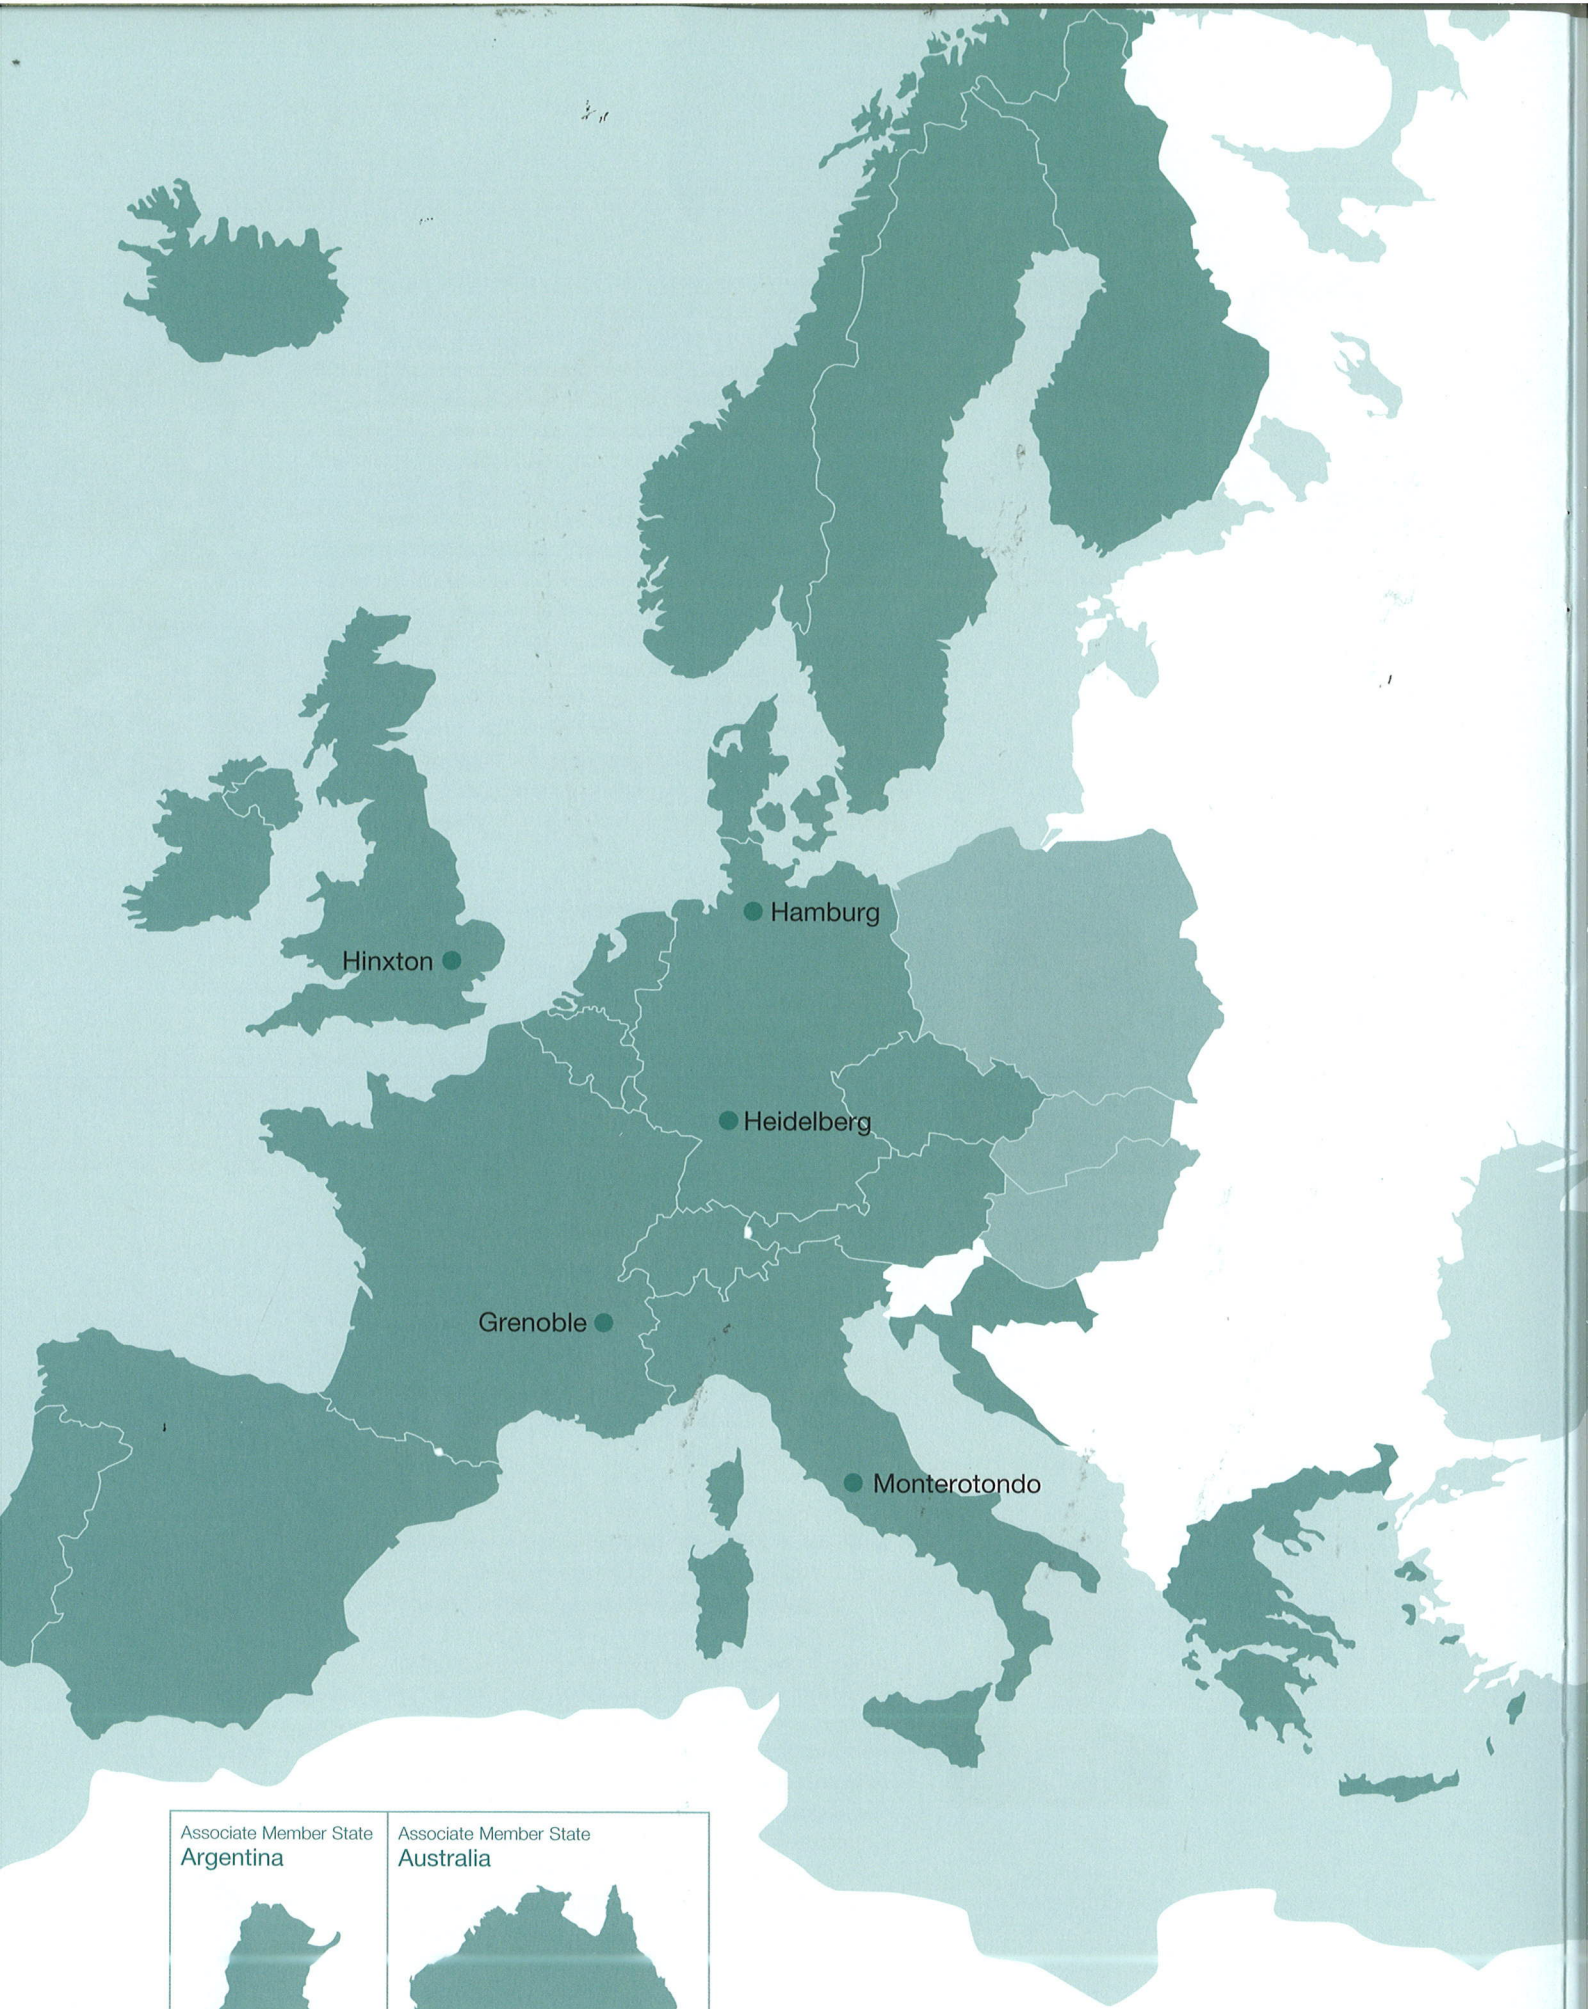 Hamburg
Hinxton
Heidelberg
Grenoble
Monterotondo
Associate Member State
Argentina
Associate Member State
Australia